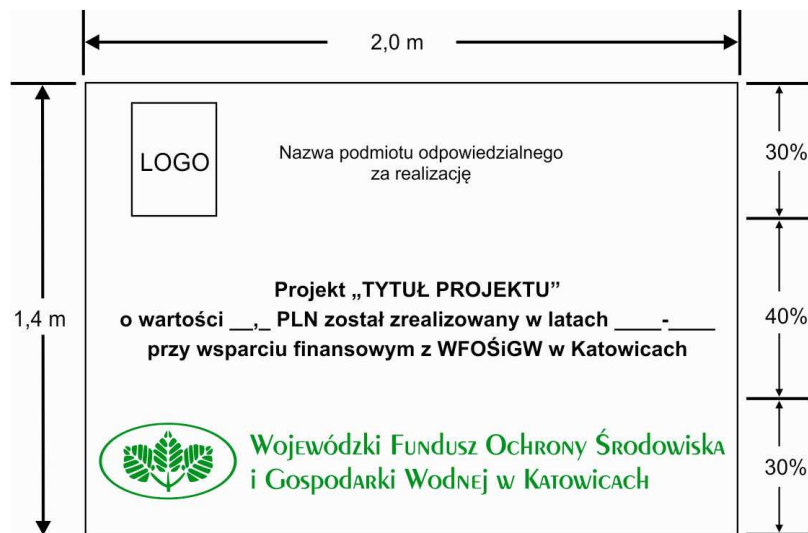 2,0 m
LOGO
Nazwa podmiotu odpowiedzialnego
za realizację
30%
1,4 m
Projekt „TYTUŁ PROJEKTU”
o wartości __,_ PLN został zrealizowany w latach ____-____
przy wsparciu finansowym z WFOŚiGW w Katowicach
40%
Wojewódzki Fundusz Ochrony Środowiska
i Gospodarki Wodnej w Katowicach
30%